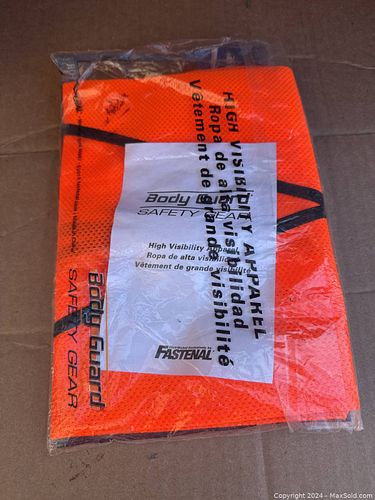 HIGH VISIBILITY APPAREL
Ropa de alta visibilidad
Vêtement de grande visibilité
Body Guard
SAFETY GEAR
High Visibility Apparel
Ropa de alta visibilidad
Vêtement de grande visibilité
FASTENAL
Body Guard
SAFETY GEAR
Copyright 2024 - MaxSold.com